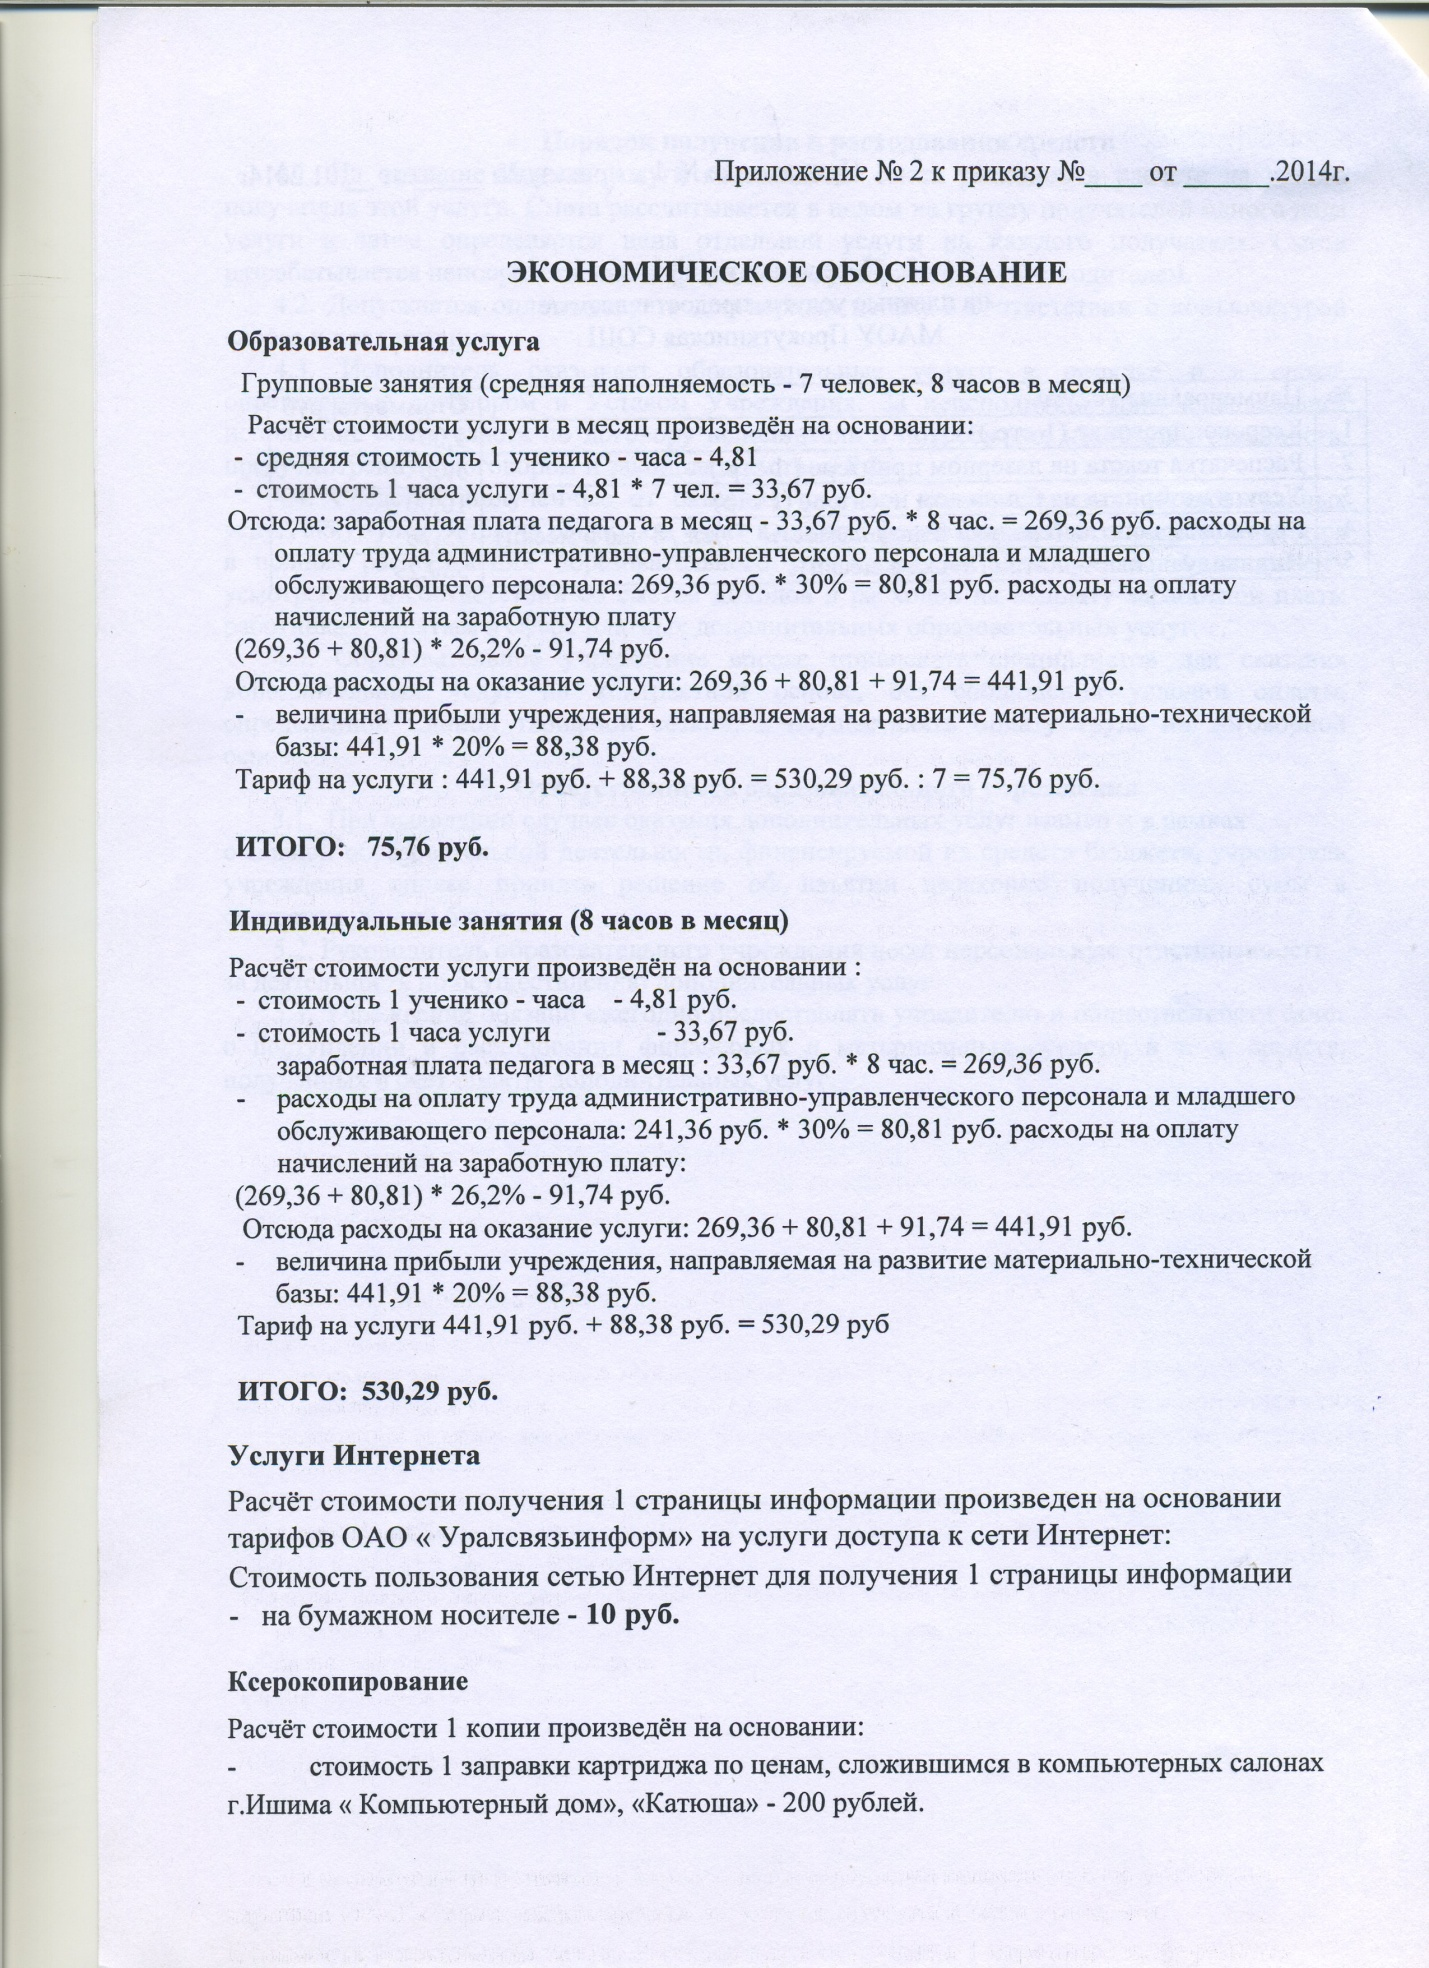 Приложение № 2 к приказу №____ от ______.2014г.
ЭКОНОМИЧЕСКОЕ ОБОСНОВАНИЕ
Образовательная услуга
Групповые занятия (средняя наполняемость - 7 человек, 8 часов в месяц)
Расчёт стоимости услуги в месяц произведён на основании:
- средняя стоимость 1 ученико - часа - 4,81
- стоимость 1 часа услуги - 4,81 * 7 чел. = 33,67 руб.
Отсюда: заработная плата педагога в месяц - 33,67 руб. * 8 час. = 269,36 руб. расходы на
оплату труда административно-управленческого персонала и младшего
обслуживающего персонала: 269,36 руб. * 30% = 80,81 руб. расходы на оплату
начислений на заработную плату
(269,36 + 80,81) * 26,2% - 91,74 руб.
Отсюда расходы на оказание услуги: 269,36 + 80,81 + 91,74 = 441,91 руб.
- величина прибыли учреждения, направляемая на развитие материально-технической
базы: 441,91 * 20% = 88,38 руб.
Тариф на услуги : 441,91 руб. + 88,38 руб. = 530,29 руб. : 7 = 75,76 руб.
ИТОГО: 75,76 руб.
Индивидуальные занятия (8 часов в месяц)
Расчёт стоимости услуги произведён на основании :
- стоимость 1 ученико - часа - 4,81 руб.
- стоимость 1 часа услуги - 33,67 руб.
заработная плата педагога в месяц : 33,67 руб. * 8 час. = 269,36 руб.
- расходы на оплату труда административно-управленческого персонала и младшего
обслуживающего персонала: 241,36 руб. * 30% = 80,81 руб. расходы на оплату
начислений на заработную плату:
(269,36 + 80,81) * 26,2% - 91,74 руб.
Отсюда расходы на оказание услуги: 269,36 + 80,81 + 91,74 = 441,91 руб.
- величина прибыли учреждения, направляемая на развитие материально-технической
базы: 441,91 * 20% = 88,38 руб.
Тариф на услуги 441,91 руб. + 88,38 руб. = 530,29 руб
ИТОГО: 530,29 руб.
Услуги Интернета
Расчёт стоимости получения 1 страницы информации произведен на основании
тарифов ОАО « Уралсвязьинформ» на услуги доступа к сети Интернет:
Стоимость пользования сетью Интернет для получения 1 страницы информации
- на бумажном носителе - 10 руб.
Ксерокопирование
Расчёт стоимости 1 копии произведён на основании:
- стоимость 1 заправки картриджа по ценам, сложившимся в компьютерных салонах
г.Ишима « Компьютерный дом», «Катюша» - 200 рублей.